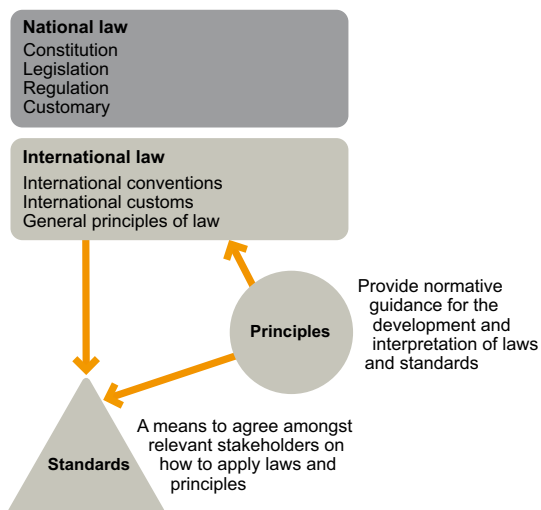 National law
Constitution
Legislation
Regulation
Customary
International law
International conventions
International customs
General principles of law
Principles
Provide normative
guidance for the
development and
interpretation of laws
and standards
Standards
A means to agree amongst
relevant stakeholders on
how to apply laws and
principles